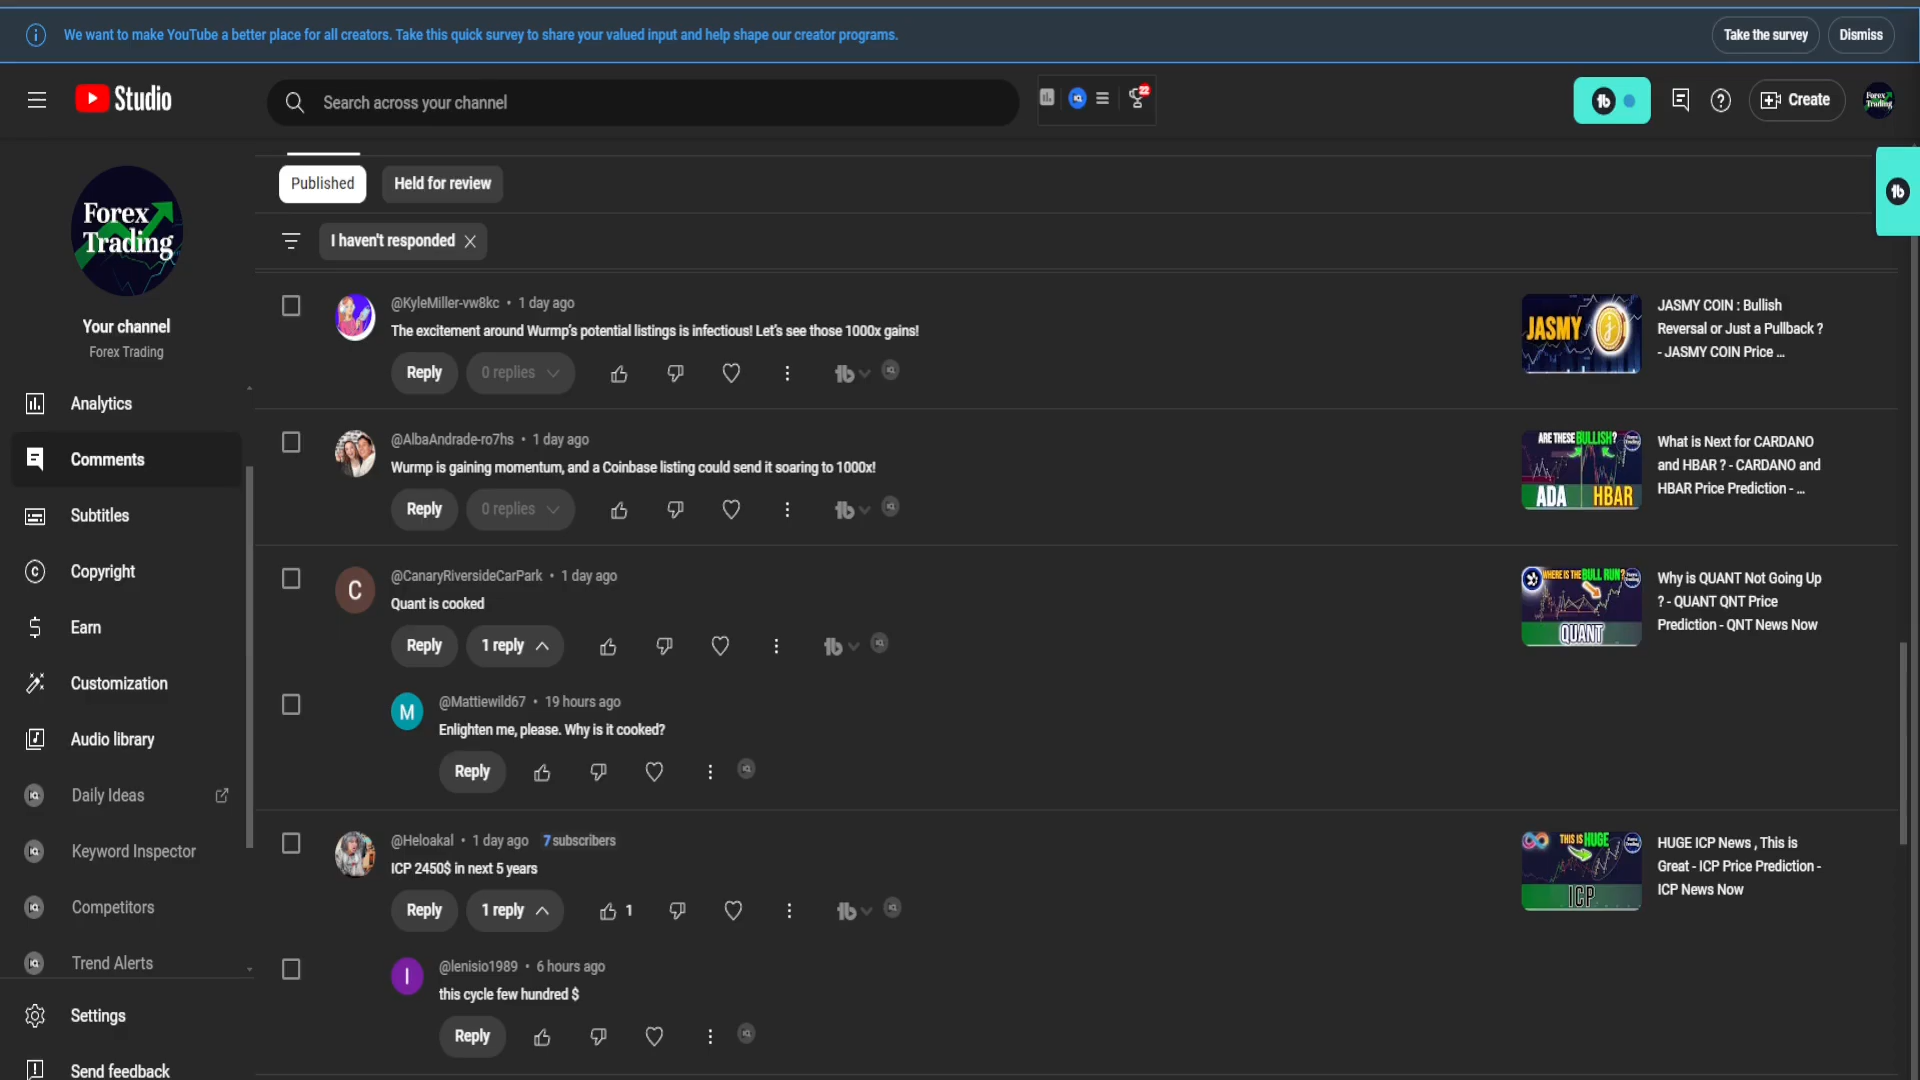 We want to make YouTube a better place for all creators. Take this quick survey to share your valued input and help shape our creator programs.
Take the survey
Dismiss
Studio
Search across your channel
22
Create
Forex
Trading
Published
Held for review
I haven't responded
Forex
Trading
Your channel
Forex Trading
Analytics
Comments
Subtitles
Copyright
Earn
Customization
Audio library
Daily Ideas
Keyword Inspector
Competitors
Trend Alerts
Settings
Send feedback
@KyleMiller-vw8kc • 1 day ago
The excitement around Wurmp's potential listings is infectious! Let's see those 1000x gains!
Reply
0 replies
JASMY
JASMY COIN : Bullish
Reversal or Just a Pullback ?
- JASMY COIN Price ...
@AlbaAndrade-ro7hs • 1 day ago
Wurmp is gaining momentum, and a Coinbase listing could send it soaring to 1000x!
Reply
0 replies
ARE THESE BULLISH?
ADA HBAR
What is Next for CARDANO
and HBAR ? - CARDANO and
HBAR Price Prediction - ...
C
@CanaryRiversideCarPark • 1 day ago
Quant is cooked
Reply
1 reply
WHERE IS THE BULL RUN?
QUANT
Why is QUANT Not Going Up
? - QUANT QNT Price
Prediction - QNT News Now
M
@Mattiewild67 • 19 hours ago
Enlighten me, please. Why is it cooked?
Reply
@Heloakal • 1 day ago 7 subscribers
ICP 2450$ in next 5 years
Reply
1 reply
1
THIS IS HUGE
ICP
HUGE ICP News , This is
Great - ICP Price Prediction -
ICP News Now
I
@lenisio1989 • 6 hours ago
this cycle few hundred $
Reply